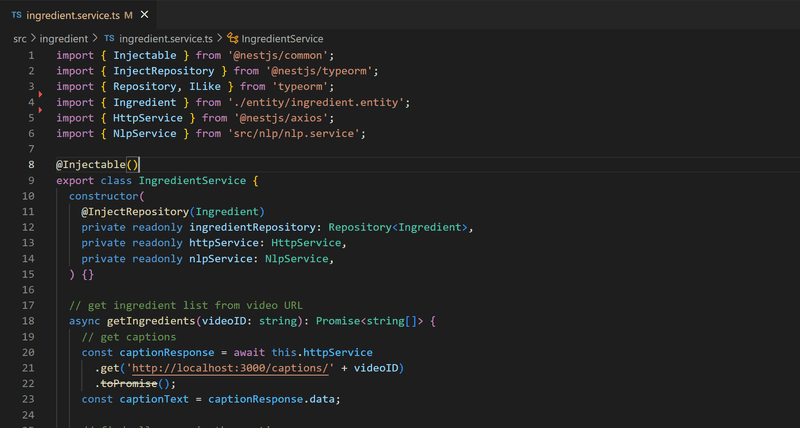 TS ingredient.service.ts M ×
src > ingredient > TS ingredient.service.ts > IngredientService
1 import { Injectable } from '@nestjs/common';
2 import { InjectRepository } from '@nestjs/typeorm';
3 import { Repository, ILike } from 'typeorm';
4 import { Ingredient } from './entity/ingredient.entity';
5 import { HttpService } from '@nestjs/axios';
6 import { NlpService } from 'src/nlp/nlp.service';
7
8 @Injectable()
9 export class IngredientService {
10 constructor(
11 @InjectRepository(Ingredient)
12 private readonly ingredientRepository: Repository<Ingredient>,
13 private readonly httpService: HttpService,
14 private readonly nlpService: NlpService,
15 ) {}
16
17 // get ingredient list from video URL
18 async getIngredients(videoID: string): Promise<string[]> {
19 // get captions
20 const captionResponse = await this.httpService
21 .get('http://localhost:3000/captions/' + videoID)
22 .toPromise();
23 const captionText = captionResponse.data;
24